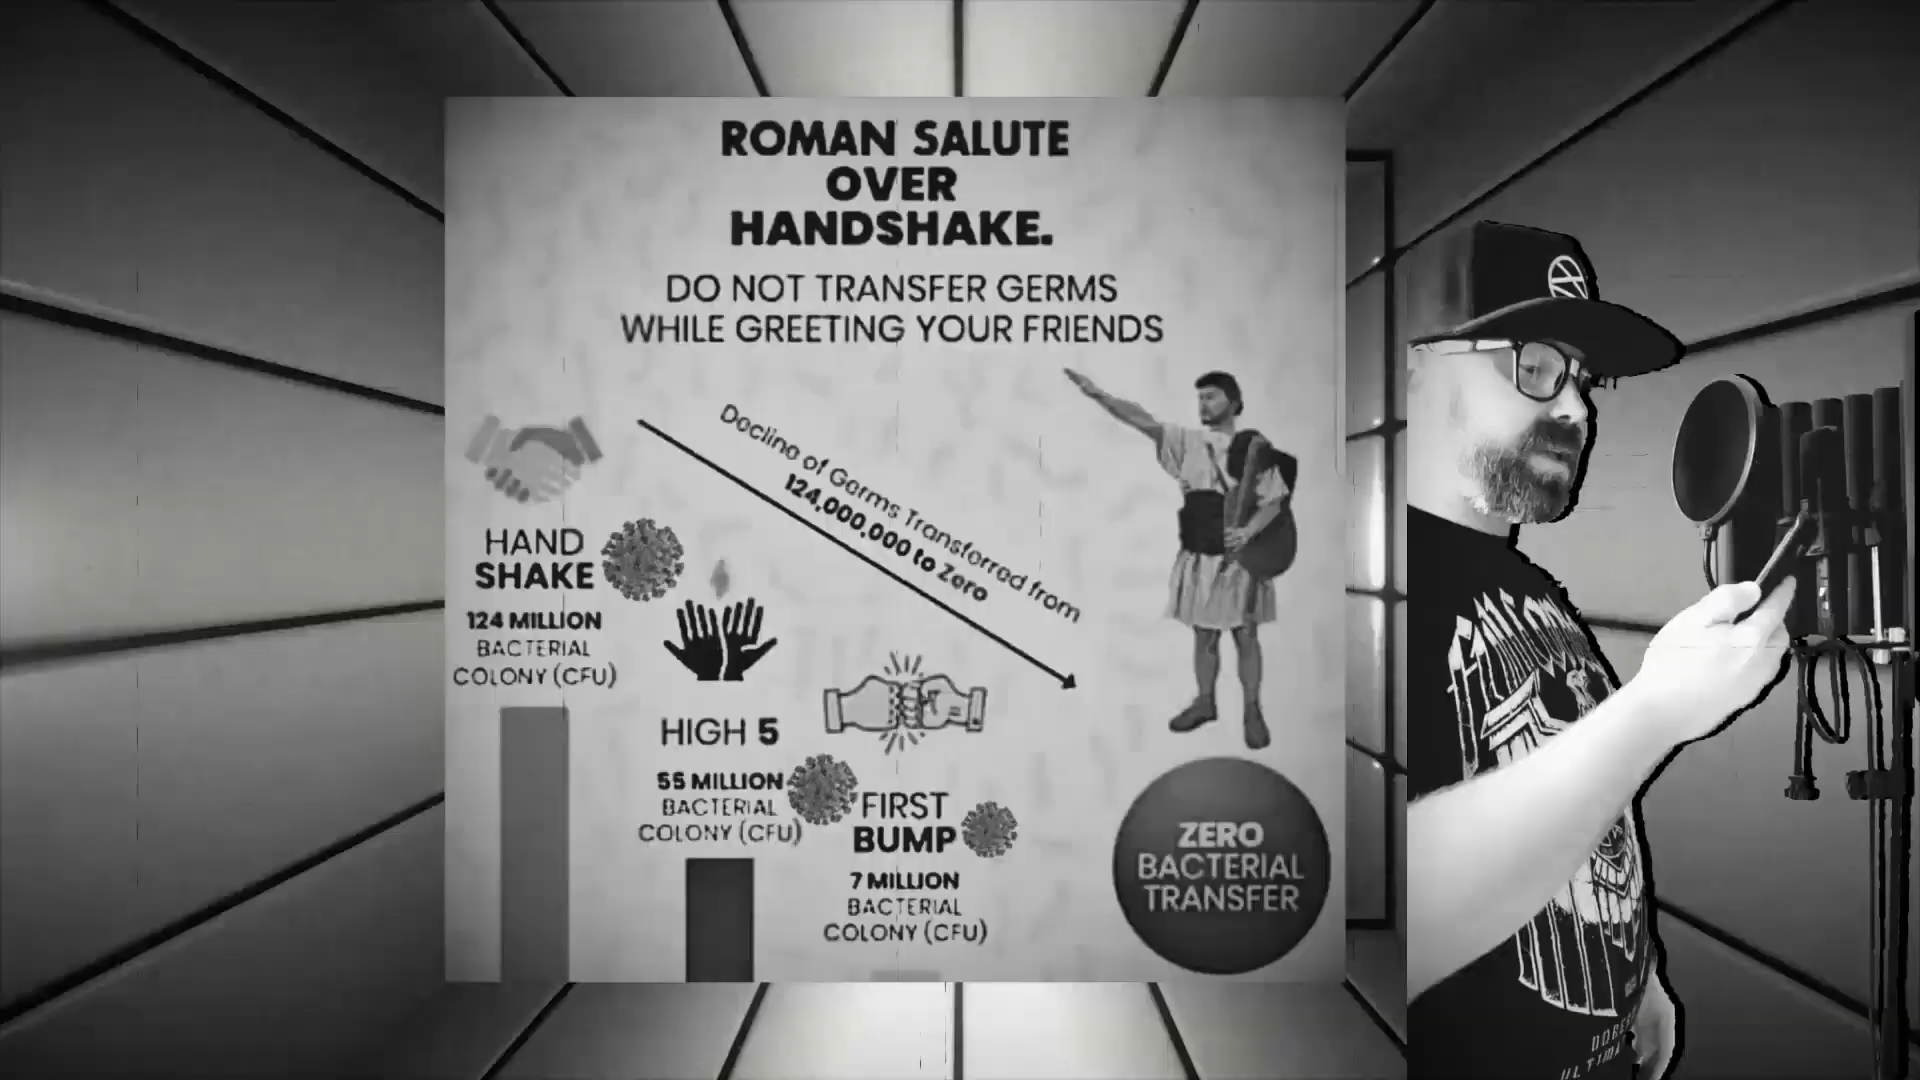 ROMAN SALUTE
OVER
HANDSHAKE.
DO NOT TRANSFER GERMS
WHILE GREETING YOUR FRIENDS
Decline of Germs Transferred from
124,000,000 to Zero
HAND
SHAKE
124 MILLION
BACTERIAL
COLONY (CFU)
HIGH 5
55 MILLION
BACTERIAL
COLONY (CFU)
FIRST
BUMP
7 MILLION
BACTERIAL
COLONY (CFU)
ZERO
BACTERIAL
TRANSFER